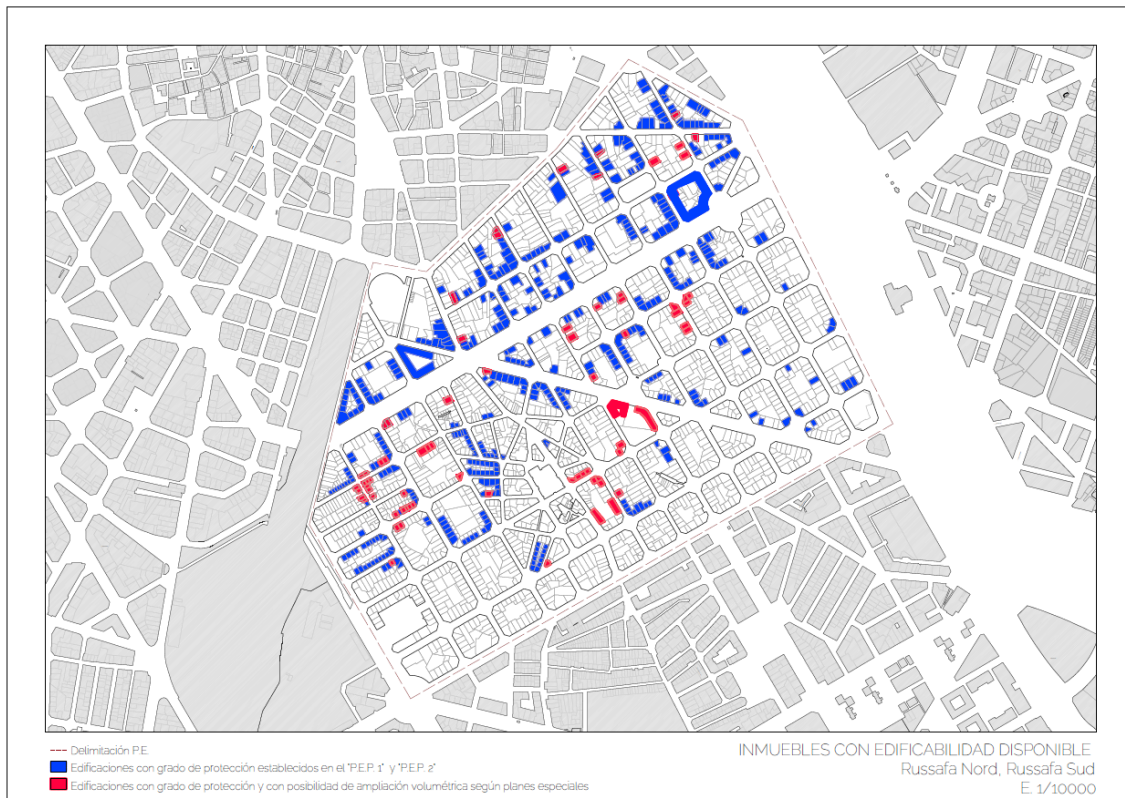 --- Delimitación P.E.
Edificaciones con grado de protección establecidos en el "P.E.P. 1" y "P.E.P. 2"
Edificaciones con grado de protección y con posibilidad de ampliación volumétrica según planes especiales
INMUEBLES CON EDIFICABILIDAD DISPONIBLE
Russafa Nord, Russafa Sud
E. 1/10000